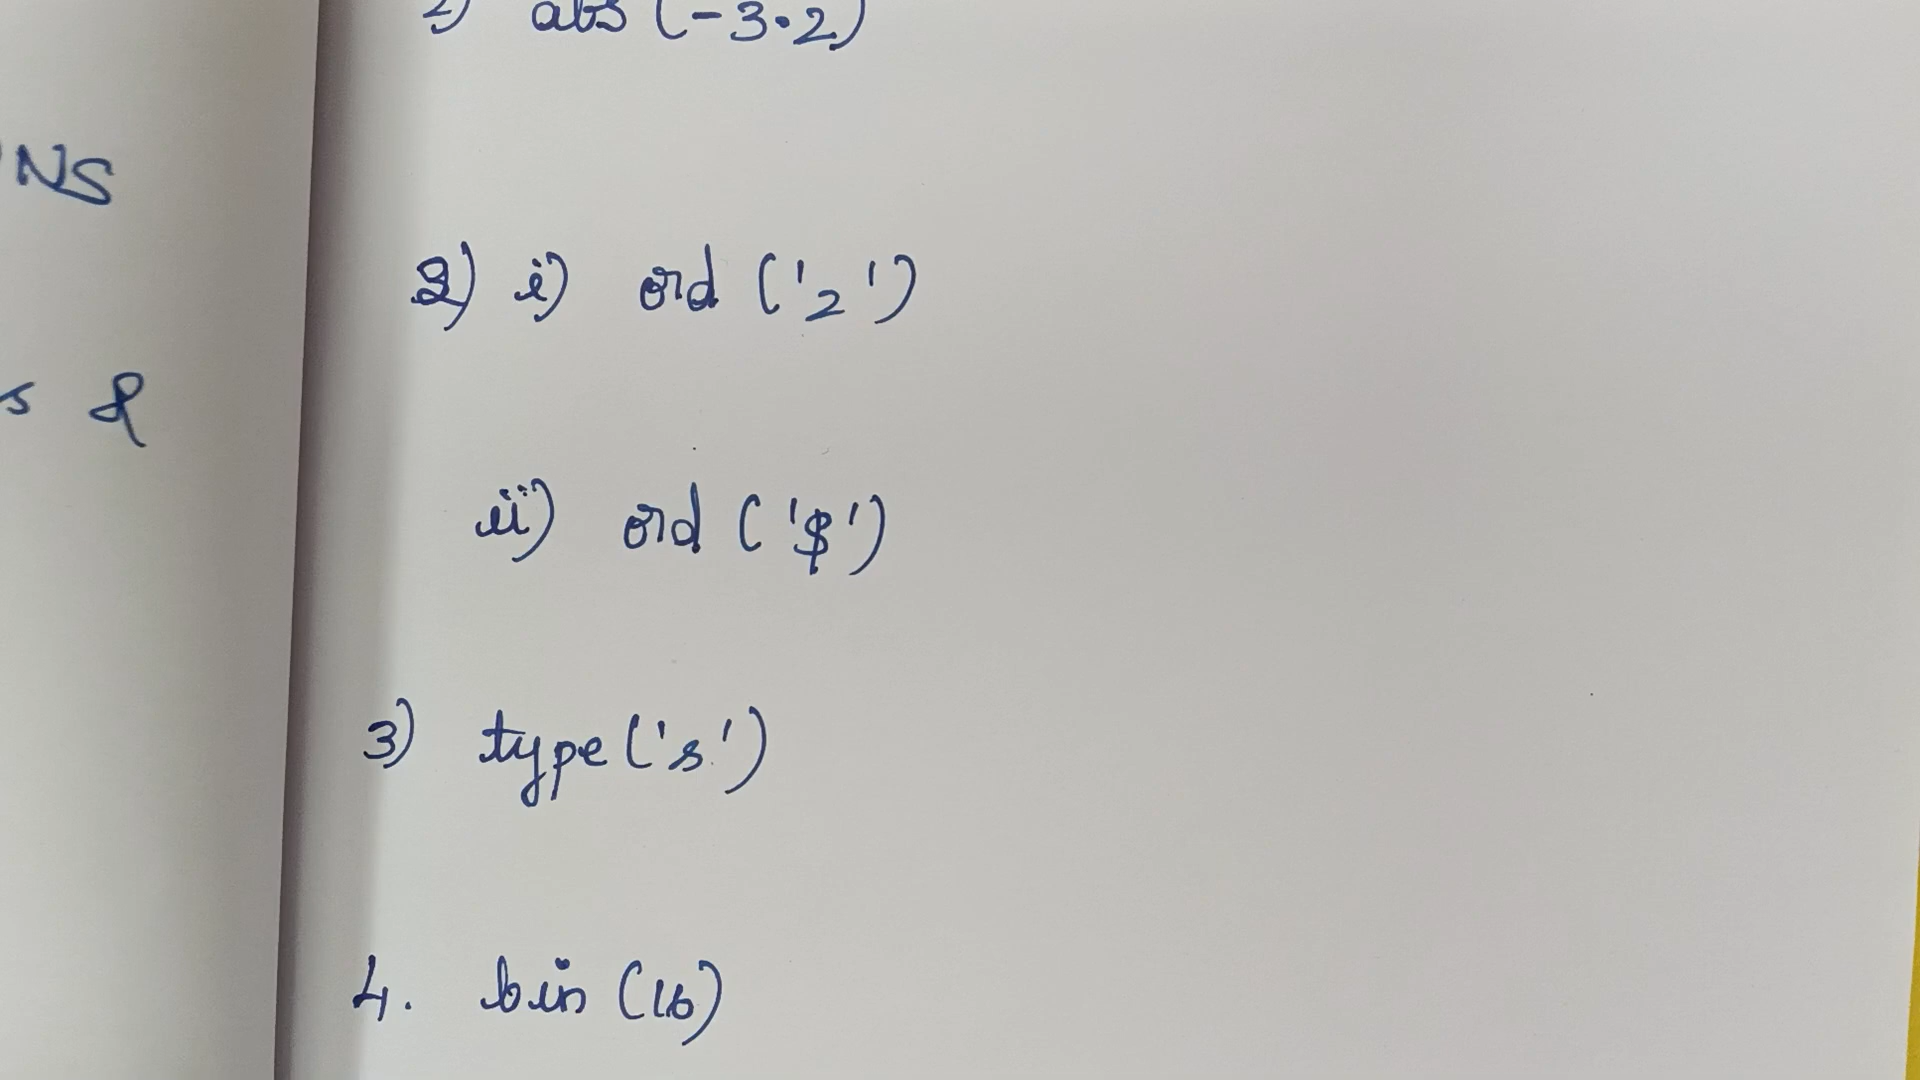 abs (-3.2)
NS
2) i) ord ('2')
s &
ii) ord ('$')
3) type ('s')
4. bin (16)